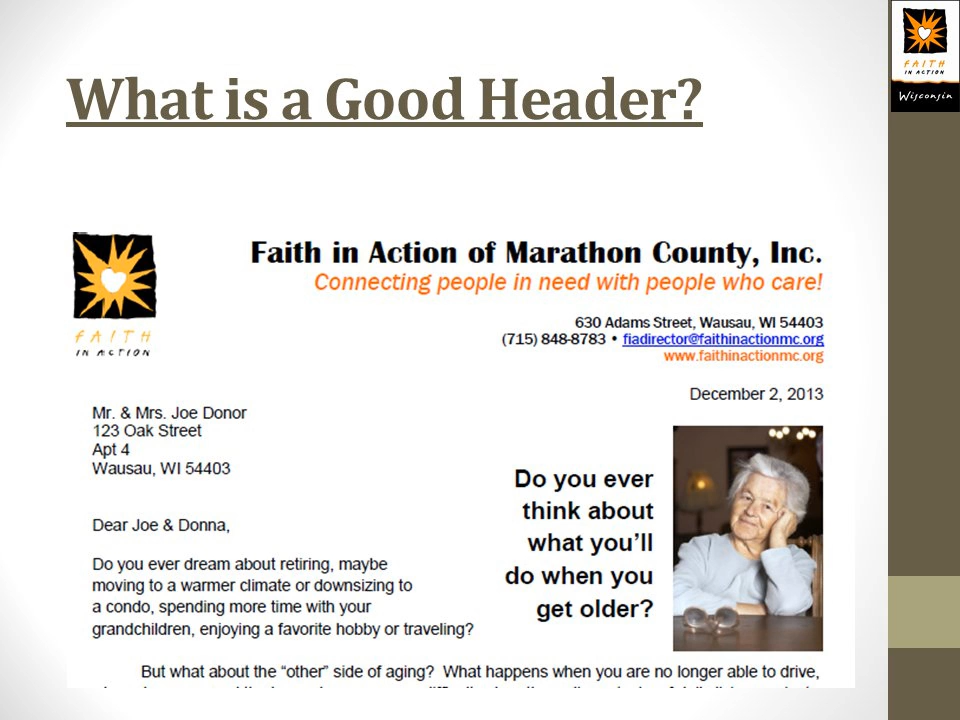 What is a Good Header?
FAITH
IN ACTION
Wisconsin
FAITH
IN ACTION
Faith in Action of Marathon County, Inc.
Connecting people in need with people who care!
630 Adams Street, Wausau, WI 54403
(715) 848-8783 • fiadirector@faithinactionmc.org
www.faithinactionmc.org
December 2, 2013
Mr. & Mrs. Joe Donor
123 Oak Street
Apt 4
Wausau, WI 54403
Do you ever
think about
what you'll
do when you
get older?
Dear Joe & Donna,
Do you ever dream about retiring, maybe
moving to a warmer climate or downsizing to
a condo, spending more time with your
grandchildren, enjoying a favorite hobby or traveling?
But what about the “other” side of aging?  What happens when you are no longer able to drive,